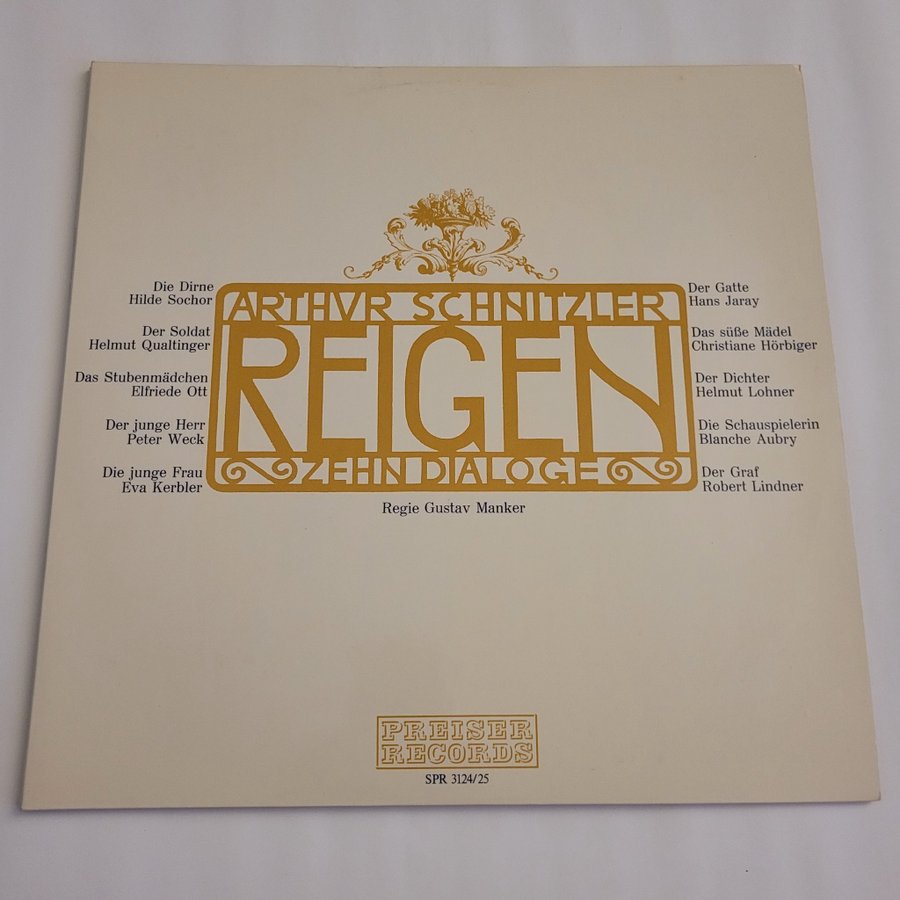 Die Dirne
Hilde Sochor
Der Soldat
Helmut Qualtinger
Das Stubenmädchen
Elfriede Ott
Der junge Herr
Peter Weck
Die junge Frau
Eva Kerbler
ARTHVR SCHNITZLER
REIGEN
ZEHN DIALOGE
Der Gatte
Hans Jaray
Das süße Mädel
Christiane Hörbiger
Der Dichter
Helmut Lohner
Die Schauspielerin
Blanche Aubry
Der Graf
Robert Lindner
Regie Gustav Manker
PREISER
RECORDS
SPR 3124/25